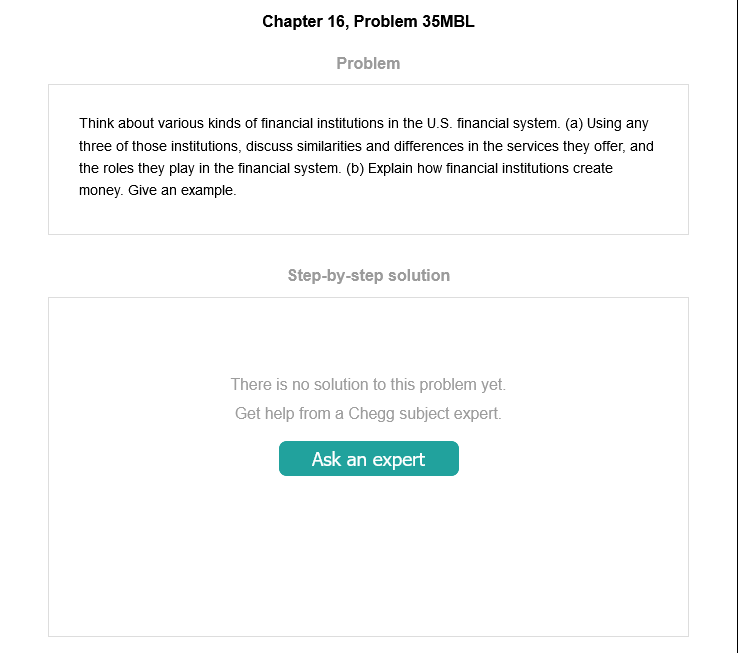 Chapter 16, Problem 35MBL
Problem
Think about various kinds of financial institutions in the U.S. financial system. (a) Using any
three of those institutions, discuss similarities and differences in the services they offer, and
the roles they play in the financial system. (b) Explain how financial institutions create
money. Give an example.
Step-by-step solution
There is no solution to this problem yet.
Get help from a Chegg subject expert.
Ask an expert